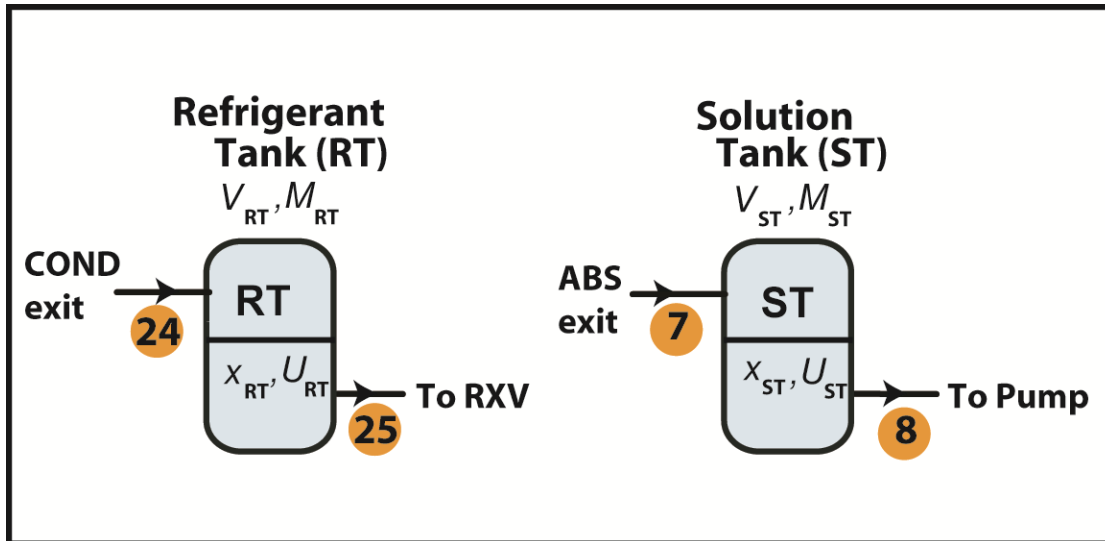 Refrigerant
Tank (RT)
V_RT, M_RT
COND
exit
24
RT
x_RT, U_RT
25
To RXV
Solution
Tank (ST)
V_ST, M_ST
ABS
exit
7
ST
x_ST, U_ST
8
To Pump